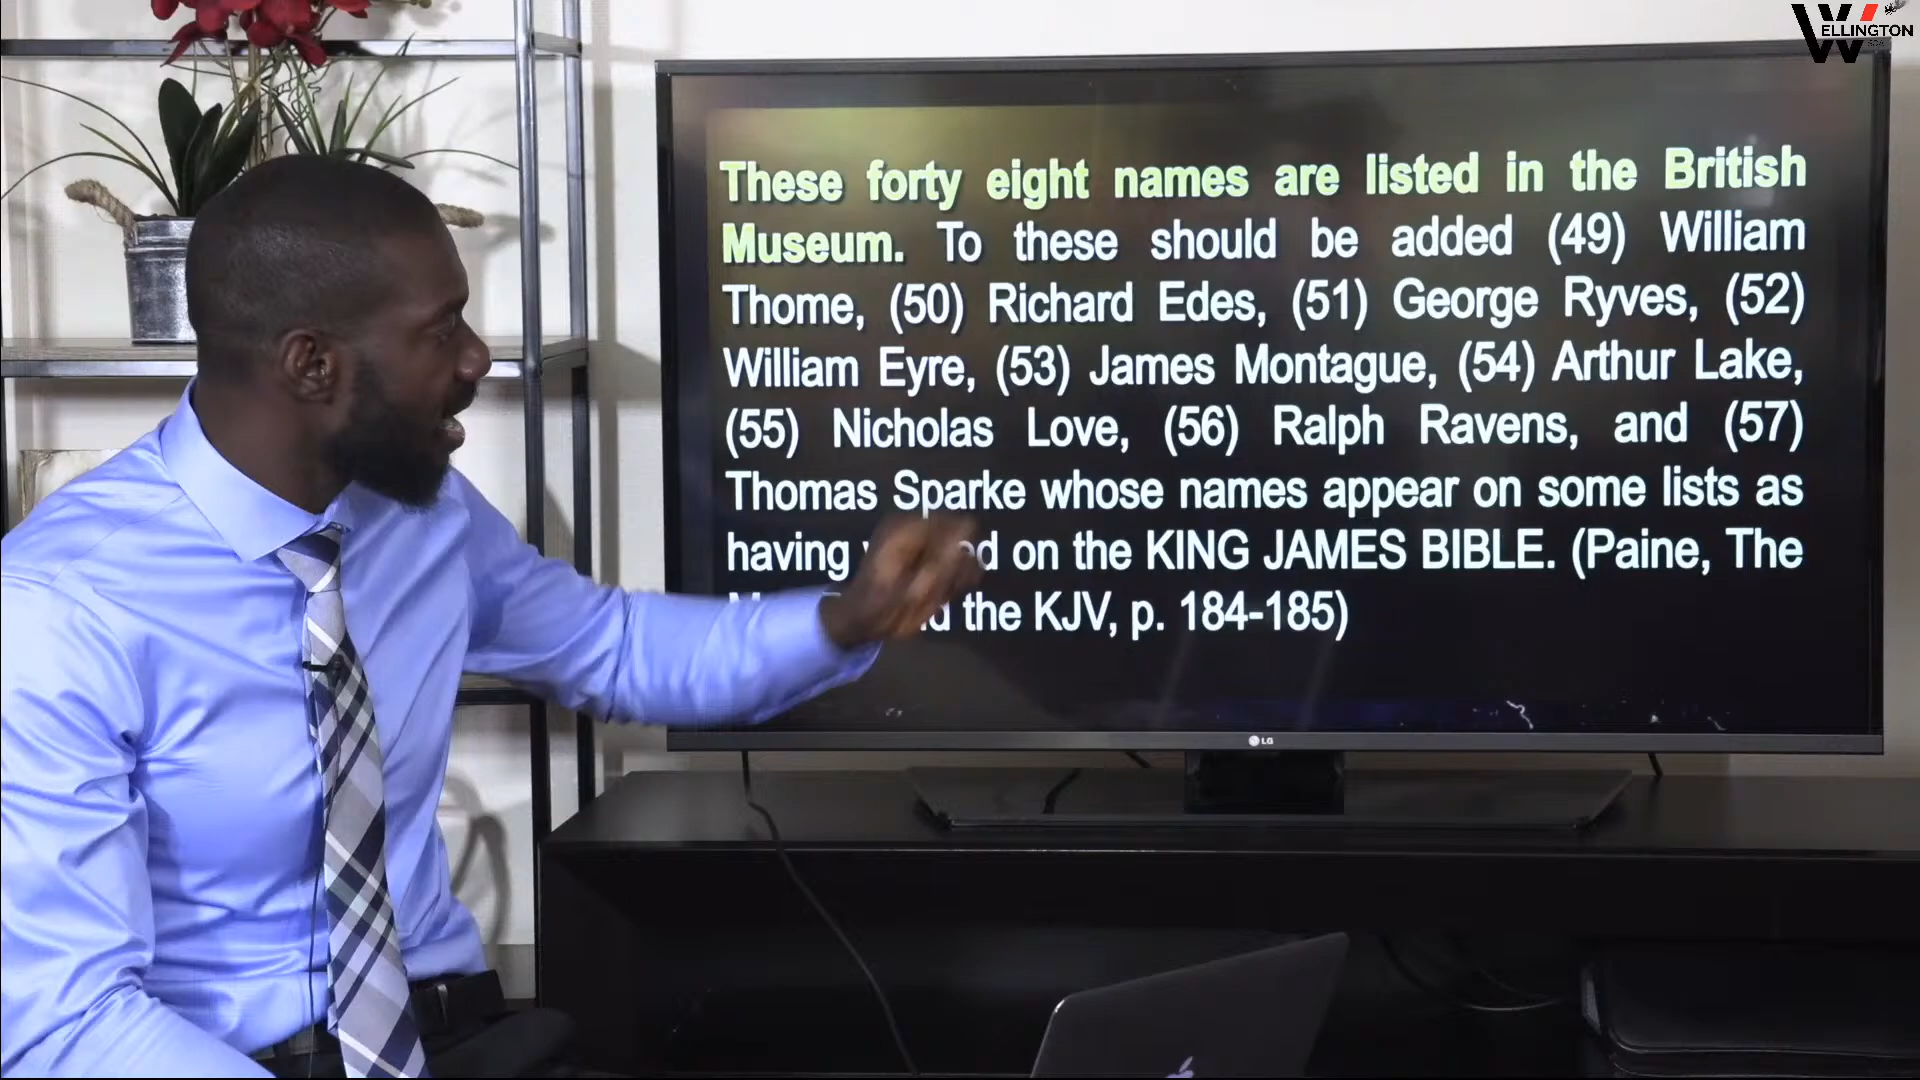 WELLINGTON
These forty eight names are listed in the British
Museum. To these should be added (49) William
Thome, (50) Richard Edes, (51) George Ryves, (52)
William Eyre, (53) James Montague, (54) Arthur Lake,
(55) Nicholas Love, (56) Ralph Ravens, and (57)
Thomas Sparke whose names appear on some lists as
having on the KING JAMES BIBLE. (Paine, The
the KJV, p. 184-185)
LG